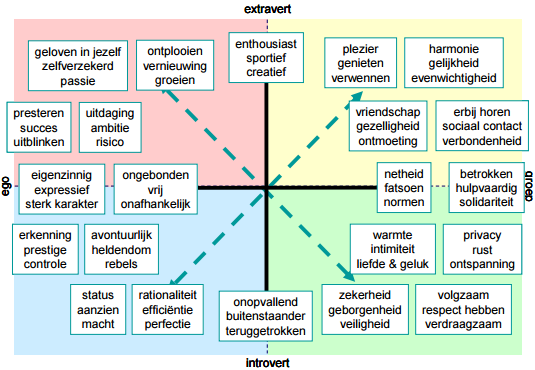 extravert
geloven in jezelf
zelfverzekerd
passie
ontplooien
vernieuwing
groeien
enthousiast
sportief
creatief
plezier
genieten
verwennen
harmonie
gelijkheid
evenwichtigheid
presteren
succes
uitblinken
uitdaging
ambitie
risico
vriendschap
gezelligheid
ontmoeting
erbij horen
sociaal contact
verbondenheid
ego
eigenzinnig
expressief
sterk karakter
ongebonden
vrij
onafhankelijk
netheid
fatsoen
normen
betrokken
hulpvaardig
solidariteit
groep
erkenning
prestige
controle
avontuurlijk
heldendom
rebels
warmte
intimiteit
liefde & geluk
privacy
rust
ontspanning
status
aanzien
macht
rationaliteit
efficiëntie
perfectie
onopvallend
buitenstaander
teruggetrokken
zekerheid
geborgenheid
veiligheid
volgzaam
respect hebben
verdraagzaam
introvert